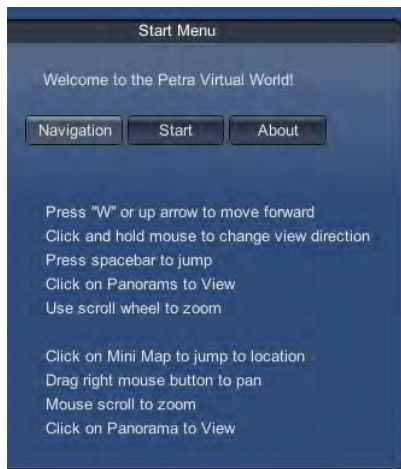 Start Menu
Welcome to the Petra Virtual World!
Navigation Start About
Press "W" or up arrow to move forward
Click and hold mouse to change view direction
Press spacebar to jump
Click on Panorams to View
Use scroll wheel to zoom
Click on Mini Map to jump to location
Drag right mouse button to pan
Mouse scroll to zoom
Click on Panorama to View